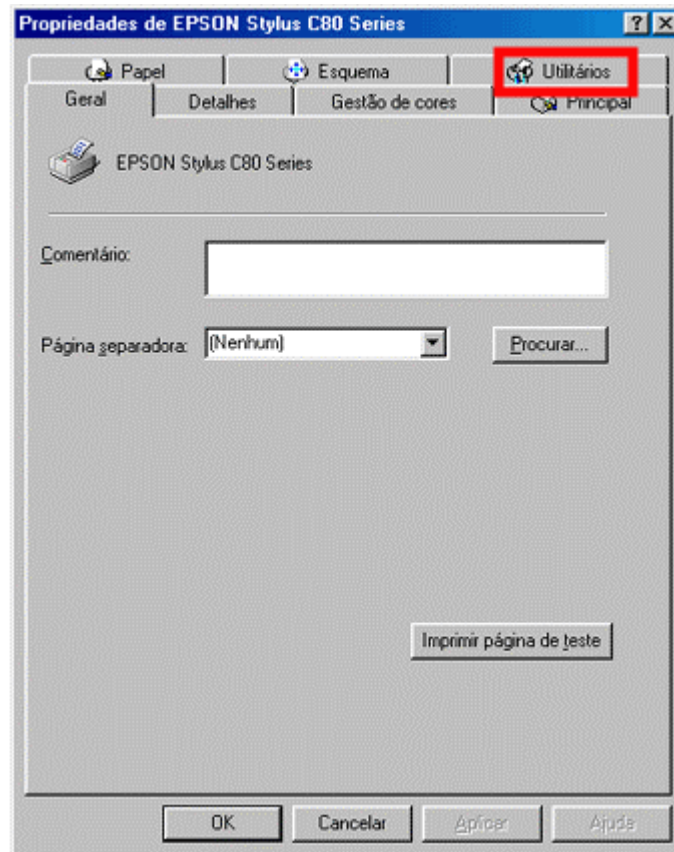 Propriedades de EPSON Stylus C80 Series
Papel Esquema Utilitários
Geral Detalhes Gestão de cores Principal
EPSON Stylus C80 Series
Comentário:
Página separadora: (Nenhum) Procurar...
Imprimir página de teste
OK Cancelar Aplicar Ajuda